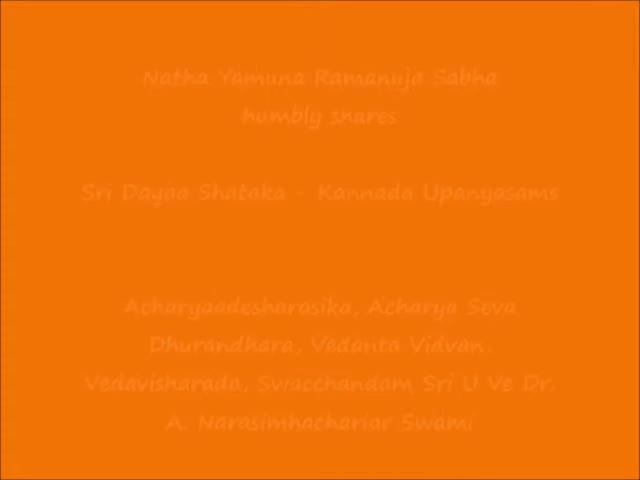 Natha Yamuna Ramanuja Sabha
humbly shares
Sri Dayaa Shataka - Kannada Upanyasams
Acharyaadesharasika, Acharya Seva
Dhurandhara, Vedanta Vidvan,
Vedavisharada, Swacchandam Sri U Ve Dr.
A. Narasimhachariar Swami